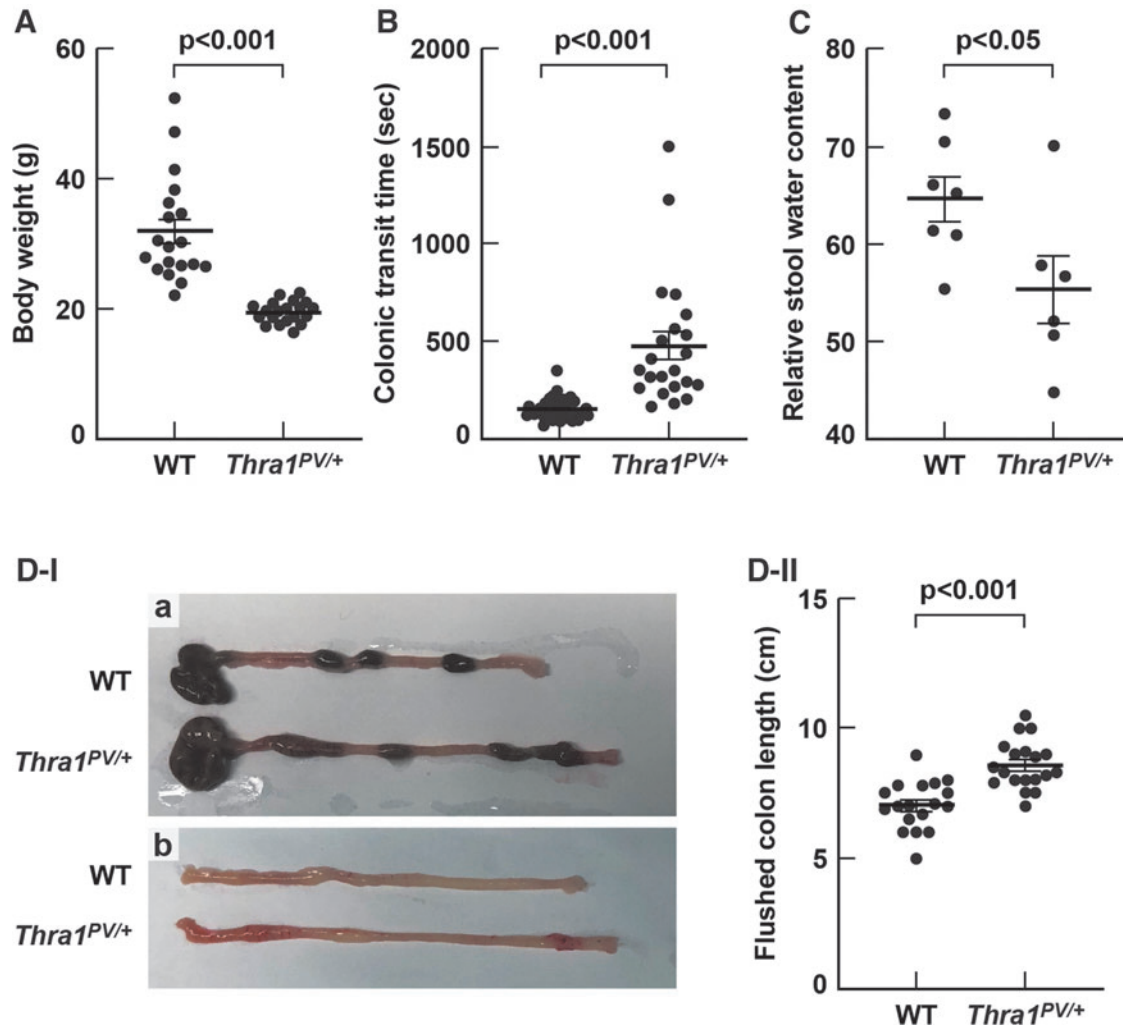 A
p<0.001
Body weight (g)
60
40
20
0
WT
Thra1PV/+
B
p<0.001
Colonic transit time (sec)
2000
1500
1000
500
0
WT
Thra1PV/+
C
p<0.05
Relative stool water content
80
70
60
50
40
WT
Thra1PV/+
D-I
a
WT
Thra1PV/+
b
WT
Thra1PV/+
D-II
p<0.001
Flushed colon length (cm)
15
10
5
0
WT
Thra1PV/+